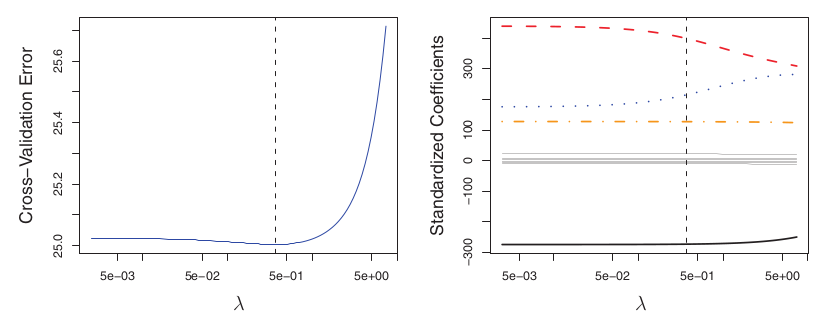 Cross−Validation Error
25.0
25.2
25.4
25.6
5e−03
5e−02
5e−01
5e+00
λ
Standardized Coefficients
−300
−100
0
100
300
5e−03
5e−02
5e−01
5e+00
λ